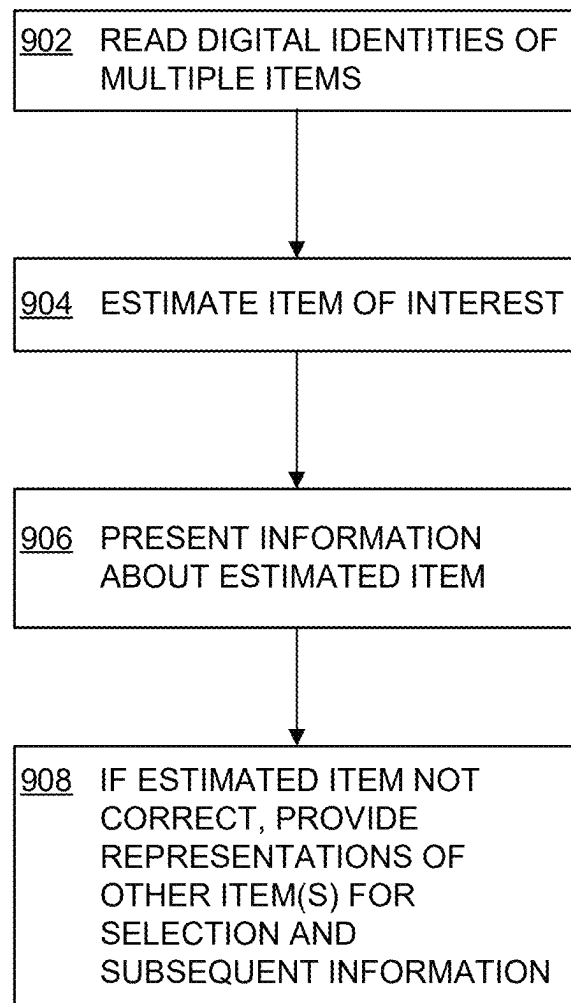 902 READ DIGITAL IDENTITIES OF
MULTIPLE ITEMS
904 ESTIMATE ITEM OF INTEREST
906 PRESENT INFORMATION
ABOUT ESTIMATED ITEM
908 IF ESTIMATED ITEM NOT
CORRECT, PROVIDE
REPRESENTATIONS OF
OTHER ITEM(S) FOR
SELECTION AND
SUBSEQUENT INFORMATION